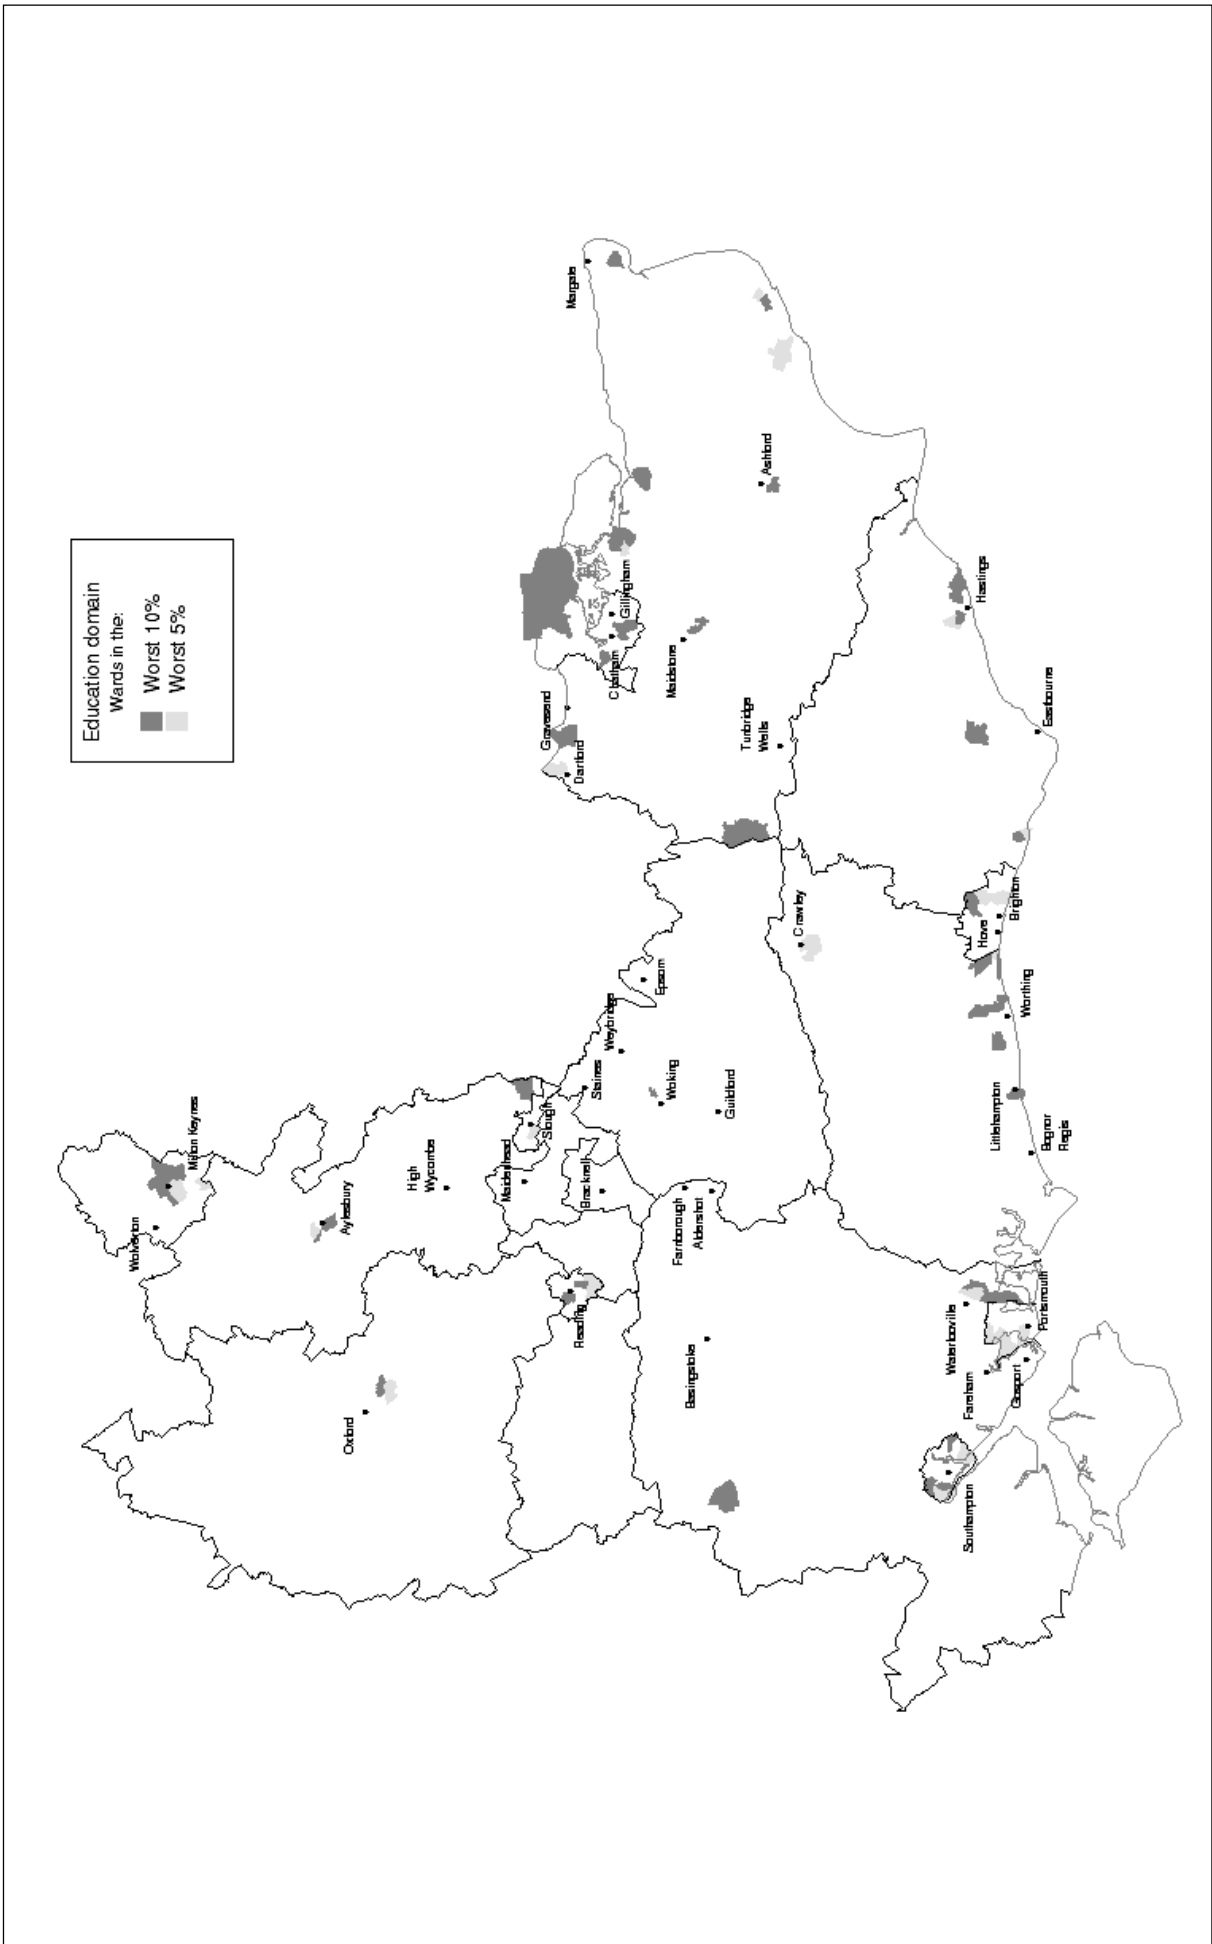 Education domain
Wards in the:
Worst 10%
Worst 5%
Wolverton
Milton Keynes
Aylesbury
Oxford
High
Wycombe
Maidenhead
Slough
Bracknell
Reading
Staines
Weybridge
Epsom
Woking
Guildford
Farnborough
Aldershot
Basingstoke
Dartford
Gravesend
Chatham
Gillingham
Maidstone
Margate
Ashford
Tunbridge
Wells
Crawley
Hastings
Eastbourne
Brighton
Hove
Worthing
Littlehampton
Bognor
Regis
Waterlooville
Portsmouth
Fareham
Gosport
Southampton